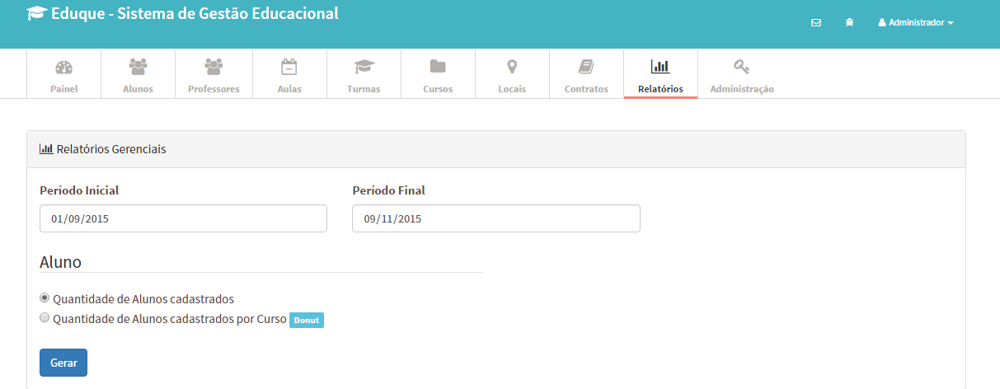 Eduque - Sistema de Gestão Educacional
Administrador
Painel Alunos Professores Aulas Turmas Cursos Locais Contratos Relatórios Administração
Relatórios Gerenciais
Período Inicial Período Final
01/09/2015 09/11/2015
Aluno
Quantidade de Alunos cadastrados
Quantidade de Alunos cadastrados por Curso Donut
Gerar